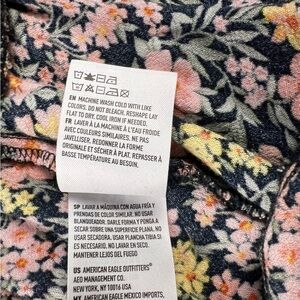 EN MACHINE WASH COLD WITH LIKE
COLORS. DO NOT BLEACH. RESHAPE LAY
FLAT TO DRY. COOL IRON IF NEEDED.
FR LAVER À LA MACHINE À L'EAU FROIDE
AVEC COULEURS SIMILAIRES. NE PAS
JAVELLISER. REDONNER LA FORME
ORIGINALE ET SÉCHER À PLAT. REPASSER À
BASSE TEMPÉRATURE AU BESOIN.
SP LAVAR A MÁQUINA CON AGUA FRÍA Y
PRENDAS DE COLOR SIMILAR. NO USAR
BLANQUEADOR. DARLE FORMA Y PONGA A
SECAR SOBRE UNA SUPERFICIE PLANA. NO
USAR SECADORA. USAR PLANCHA TIBIA SI
ES NECESARIO. NO LAVAR EN SECO.
MANTENER LEJOS DEL FUEGO
US AMERICAN EAGLE OUTFITTERS®
AEO MANAGEMENT CO.
NEW YORK, NY 10016 USA
MX AMERICAN EAGLE MEXICO IMPORTS,